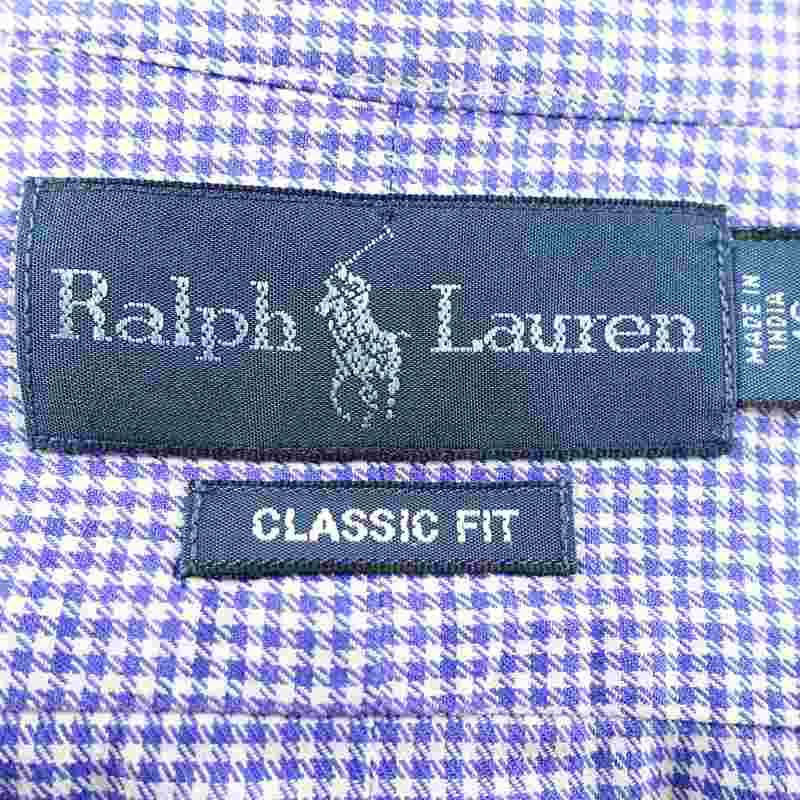 Ralph Lauren
MADE IN
INDIA
CLASSIC FIT